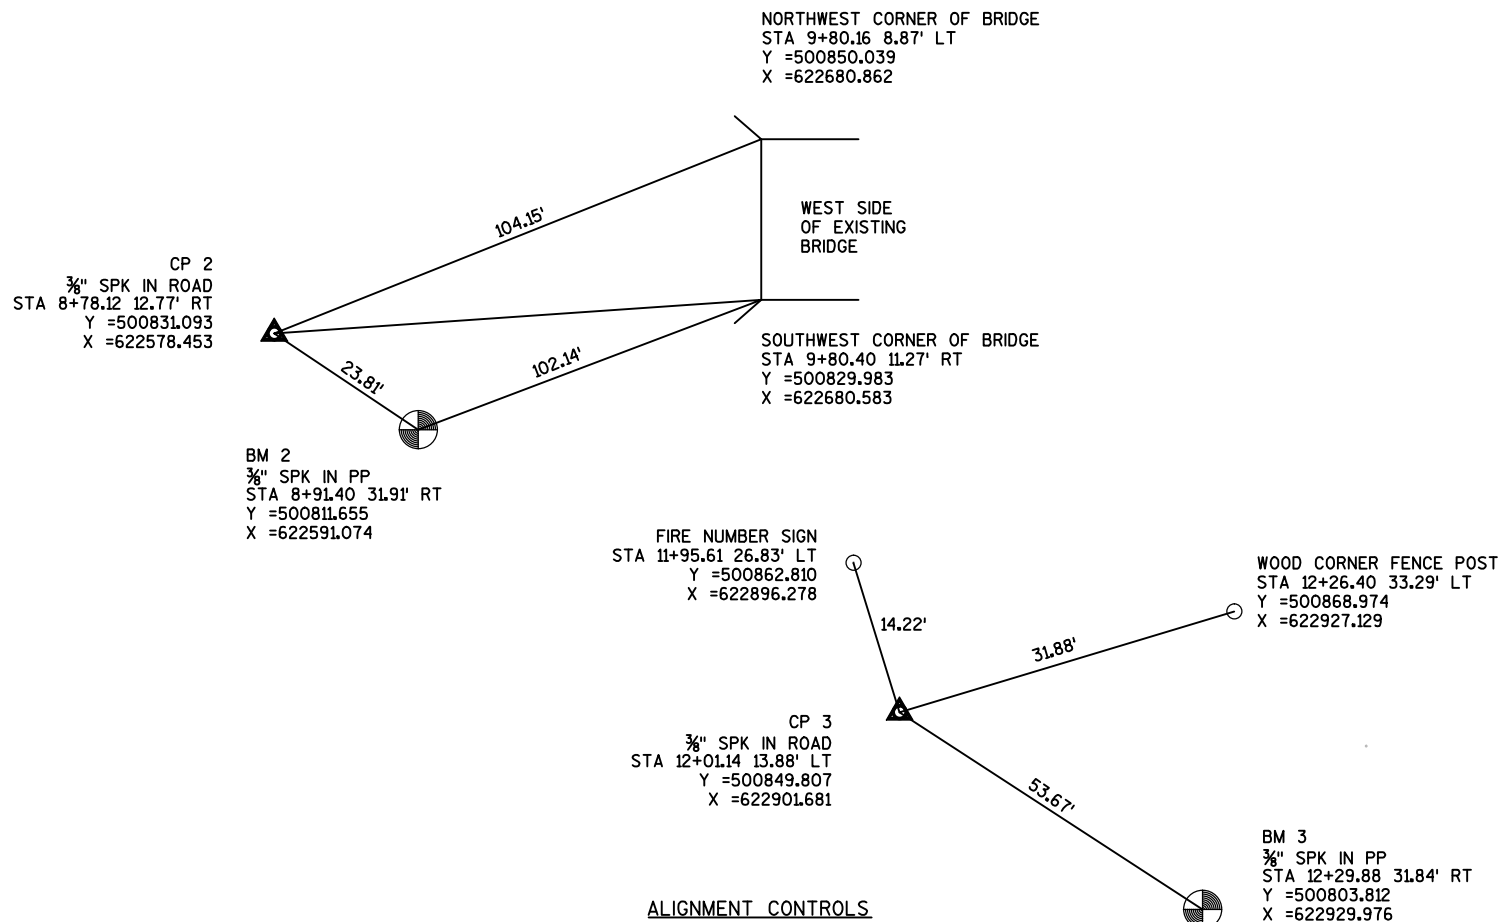 NORTHWEST CORNER OF BRIDGE
STA 9+80.16 8.87' LT
Y =500850.039
X =622680.862
104.15'
WEST SIDE
OF EXISTING
BRIDGE
CP 2
⅜" SPK IN ROAD
STA 8+78.12 12.77' RT
Y =500831.093
X =622578.453
23.81'
102.14'
SOUTHWEST CORNER OF BRIDGE
STA 9+80.40 11.27' RT
Y =500829.983
X =622680.583
BM 2
⅜" SPK IN PP
STA 8+91.40 31.91' RT
Y =500811.655
X =622591.074
FIRE NUMBER SIGN
STA 11+95.61 26.83' LT
Y =500862.810
X =622896.278
14.22'
31.88'
WOOD CORNER FENCE POST
STA 12+26.40 33.29' LT
Y =500868.974
X =622927.129
CP 3
⅜" SPK IN ROAD
STA 12+01.14 13.88' LT
Y =500849.807
X =622901.681
53.67'
BM 3
⅜" SPK IN PP
STA 12+29.88 31.84' RT
Y =500803.812
X =622929.976
ALIGNMENT CONTROLS